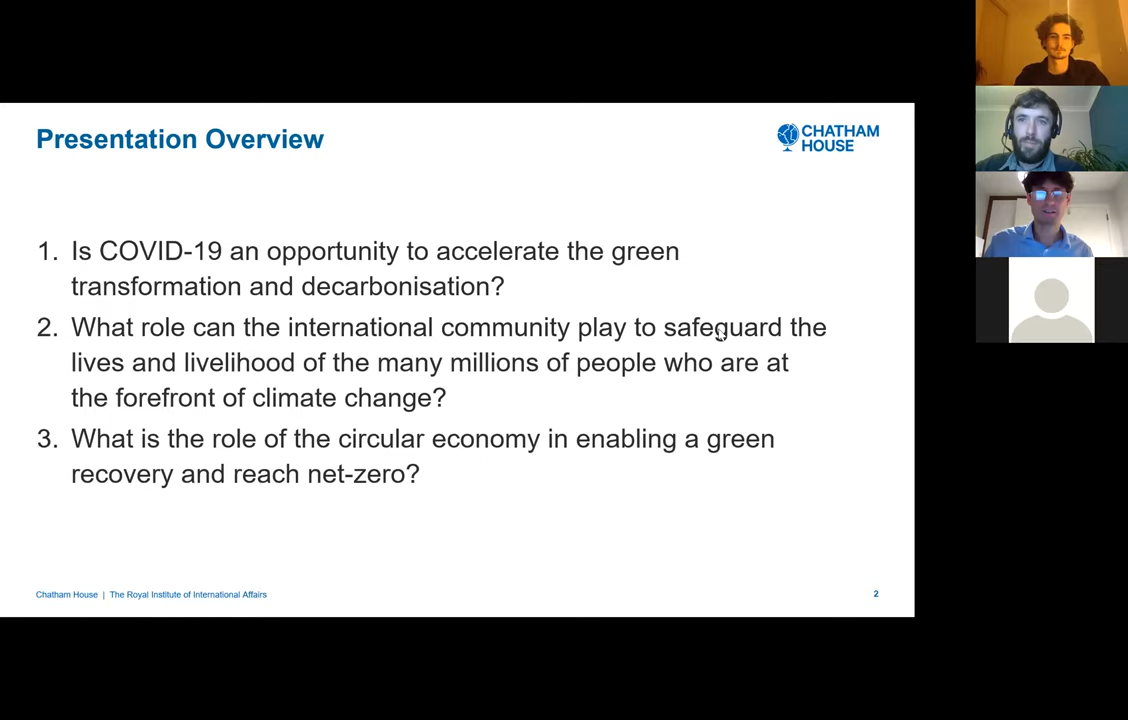 Presentation Overview
CHATHAM
HOUSE
1. Is COVID-19 an opportunity to accelerate the green
transformation and decarbonisation?
2. What role can the international community play to safeguard the
lives and livelihood of the many millions of people who are at
the forefront of climate change?
3. What is the role of the circular economy in enabling a green
recovery and reach net-zero?
Chatham House | The Royal Institute of International Affairs
2